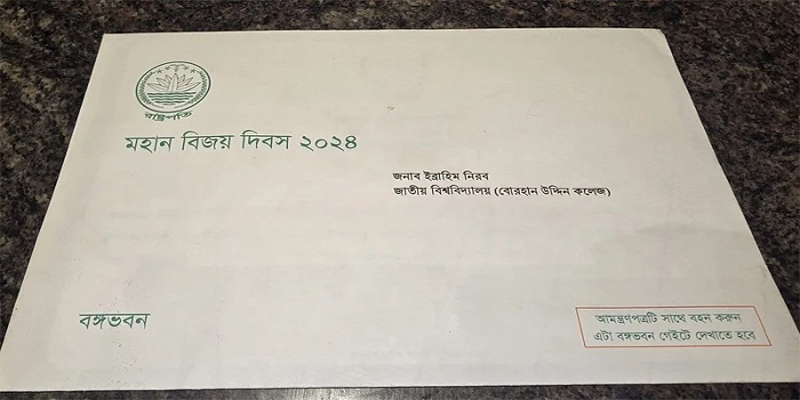 রাষ্ট্রপতি
মহান বিজয় দিবস ২০২৪
জনাব ইব্রাহিম নিরব
জাতীয় বিশ্ববিদ্যালয় (বোরহান উদ্দিন কলেজ)
বঙ্গভবন
আমন্ত্রণপত্রটি সাথে বহন করুন
এটা বঙ্গভবন গেইটে দেখাতে হবে